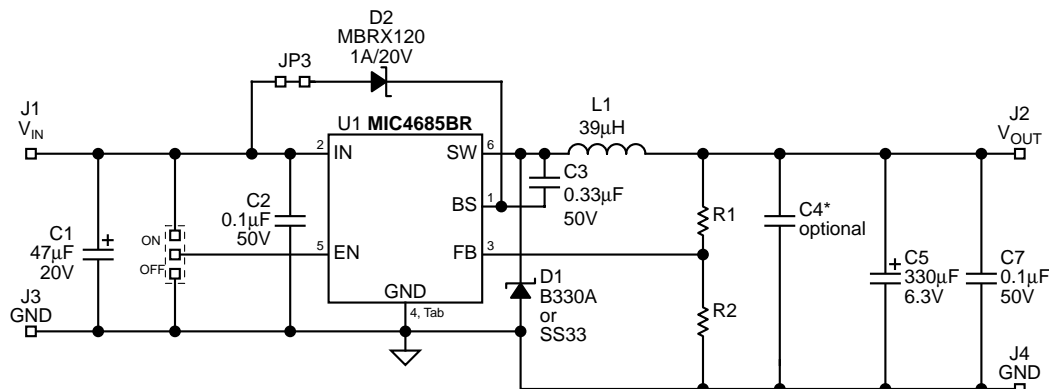 D2
MBRX120
1A/20V
JP3
J1
VIN
U1 MIC4685BR
L1
39µH
J2
VOUT
2
IN
SW
6
C3
0.33µF
50V
1
BS
C2
0.1µF
50V
R1
C4*
optional
C1
47µF
20V
+
ON
OFF
5
EN
FB
3
C5
330µF
6.3V
+
C7
0.1µF
50V
D1
B330A
or
SS33
R2
J3
GND
GND
4, Tab
J4
GND